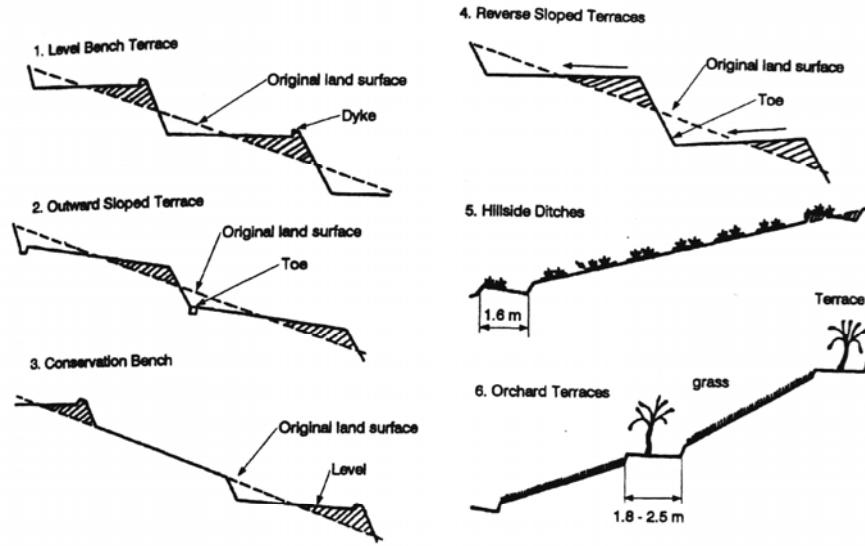 1. Level Bench Terrace
Original land surface
Dyke
2. Outward Sloped Terrace
Original land surface
Toe
3. Conservation Bench
Original land surface
Level
4. Reverse Sloped Terraces
Original land surface
Toe
5. Hillside Ditches
1.6 m
Terrace
6. Orchard Terraces
grass
1.8 - 2.5 m